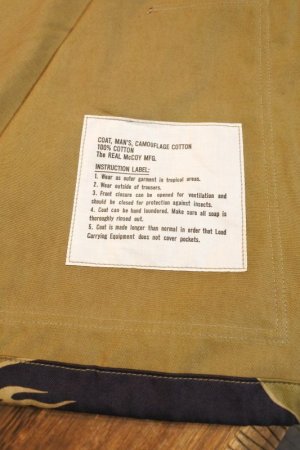 COAT, MAN'S, CAMOUFLAGE COTTON
100% COTTON
The REAL McCOY MFG.
INSTRUCTION LABEL:
1. Wear as outer garment in tropical areas.
2. Wear outside of trousers.
3. Front closure can be opened for ventilation and
should be closed for protection against insects.
4. Coat can be hand laundered. Make sure all soap is
thoroughly rinsed out.
5. Coat is made longer than normal in order that Load
Carrying Equipment does not cover pockets.